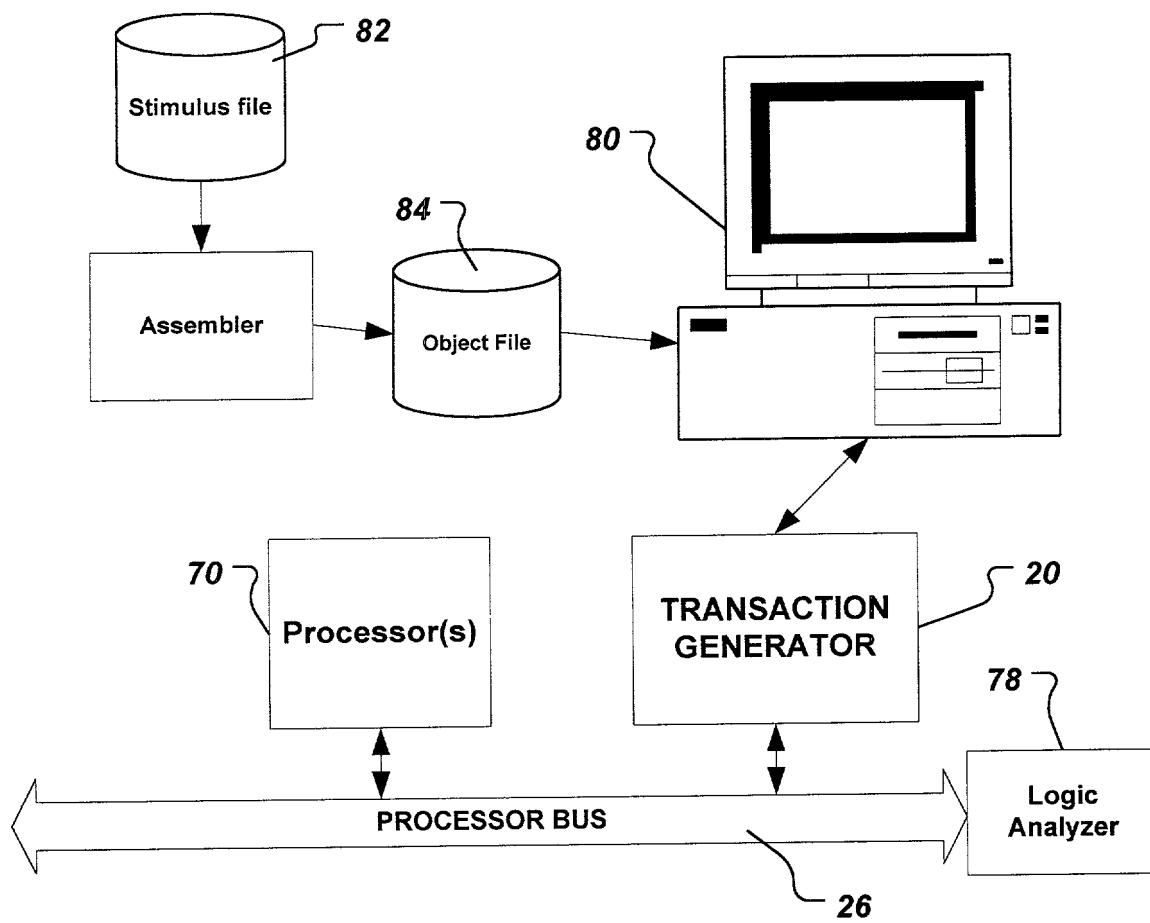 82
Stimulus file
80
84
Assembler
Object File
70
Processor(s)
TRANSACTION
GENERATOR
20
78
Logic
Analyzer
PROCESSOR BUS
26